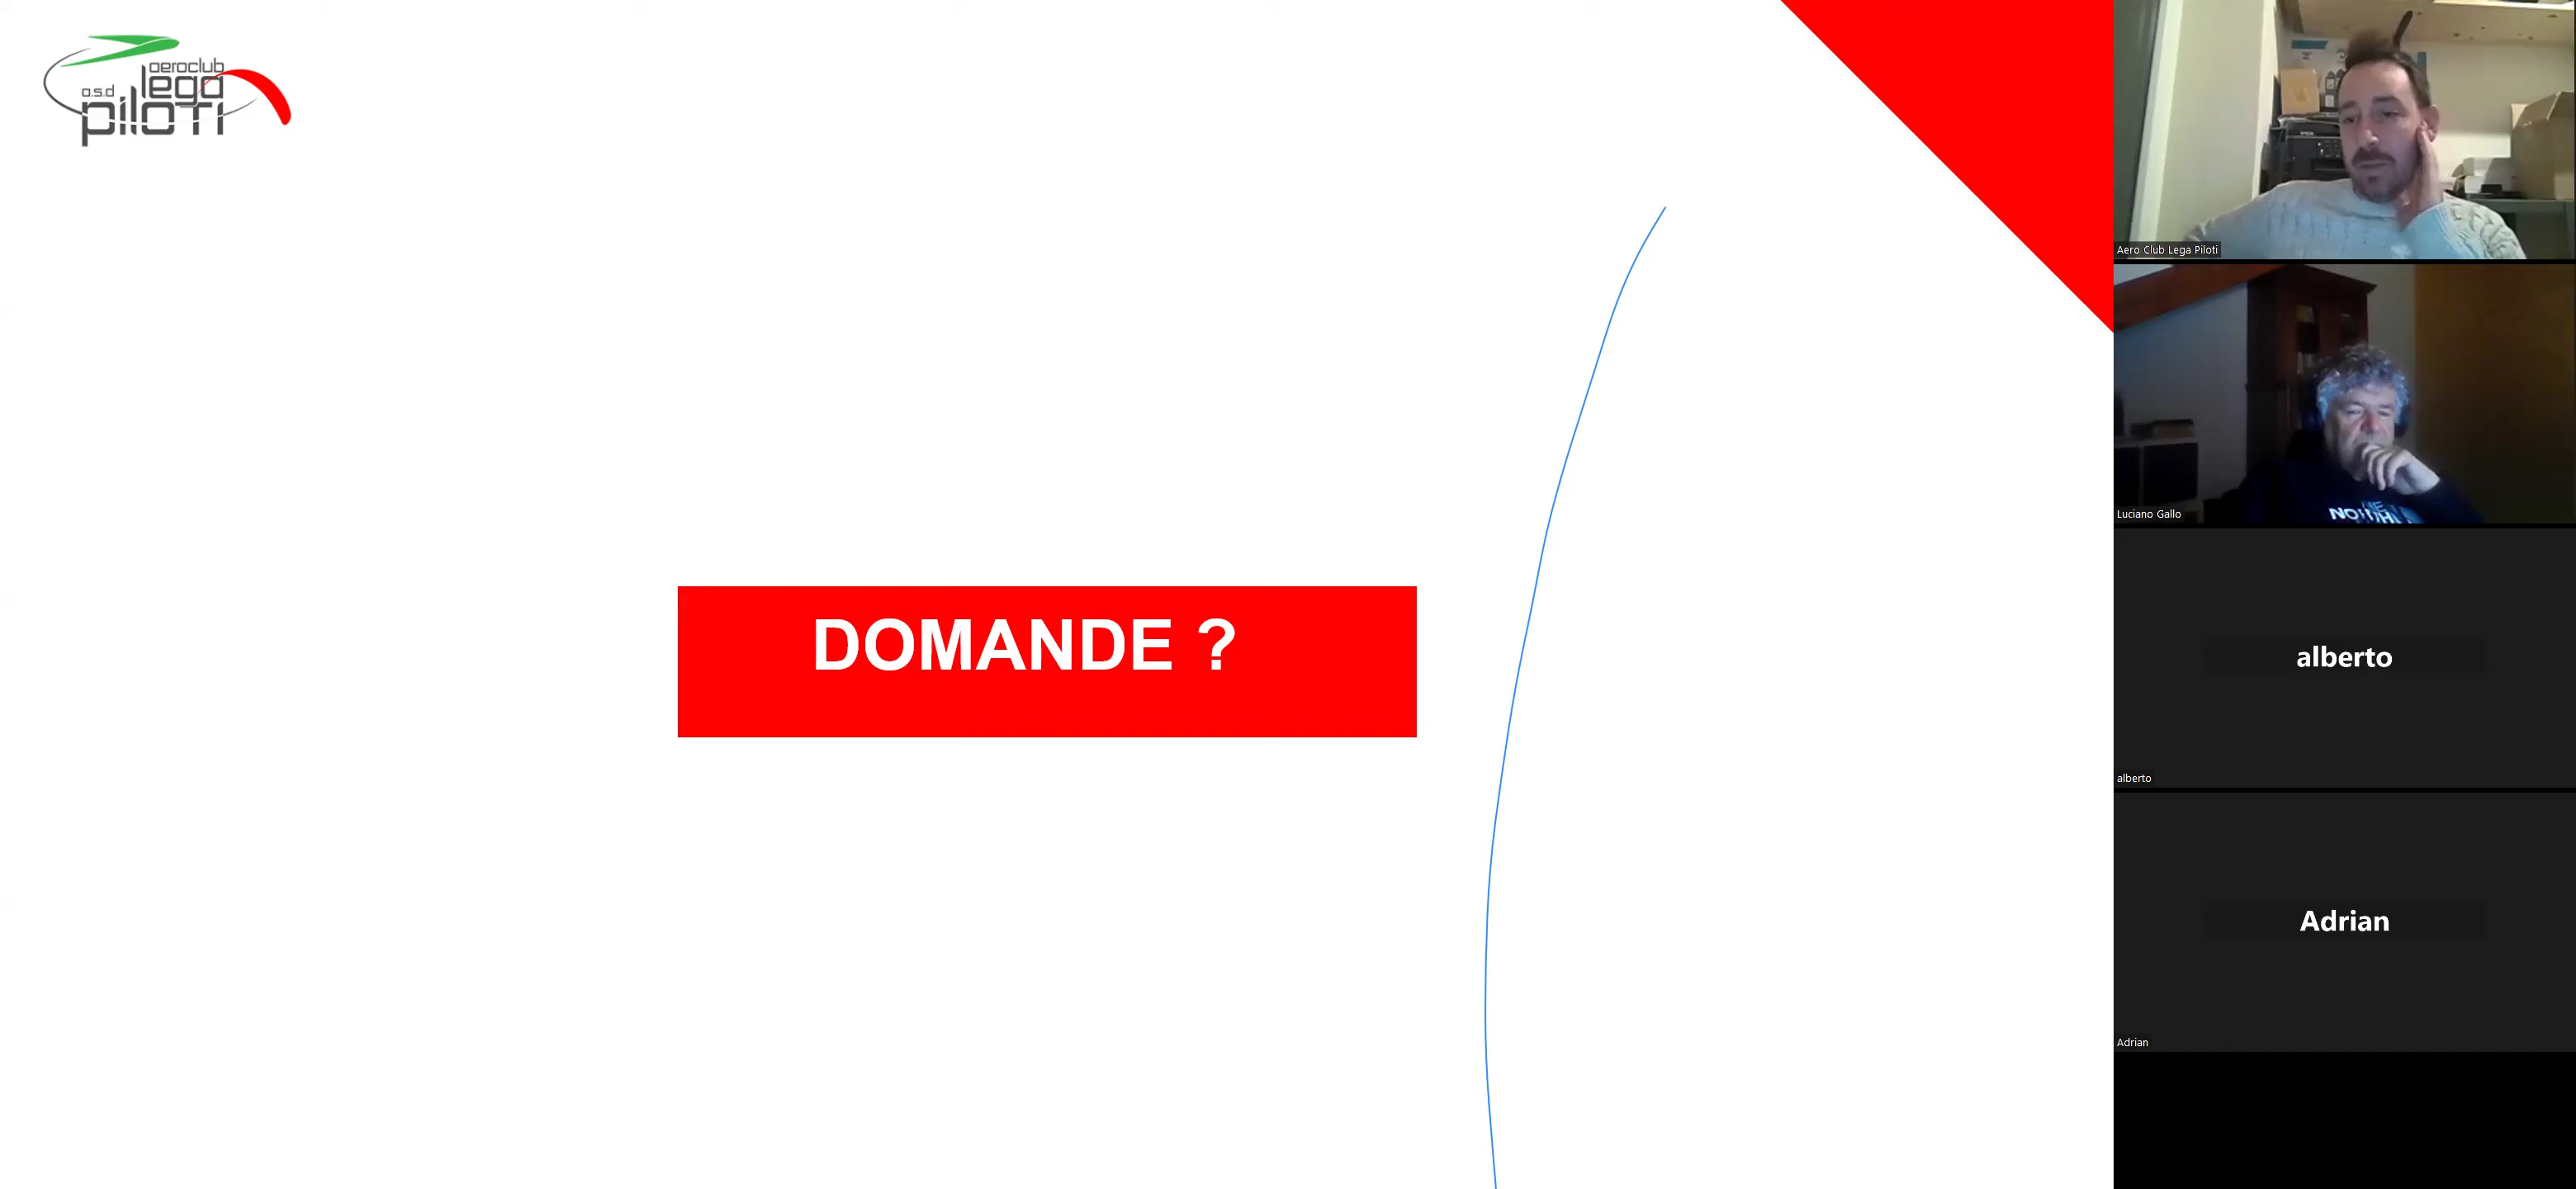 aeroclub
lega
a.s.d
piloti
DOMANDE ?
Aero Club Lega Piloti
Luciano Gallo
alberto
alberto
Adrian
Adrian